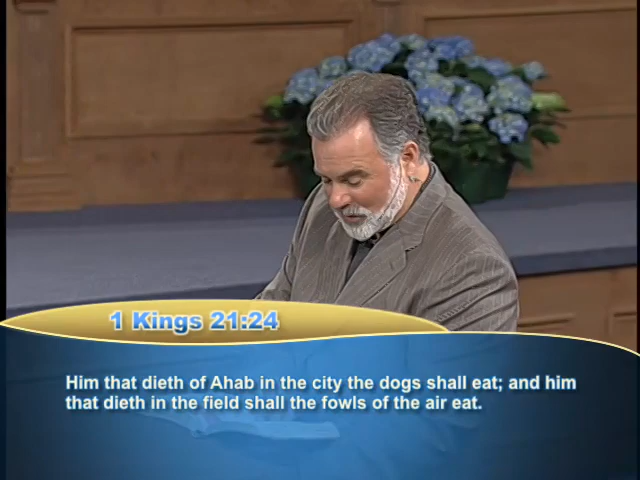 1 Kings 21:24
Him that dieth of Ahab in the city the dogs shall eat; and him
that dieth in the field shall the fowls of the air eat.